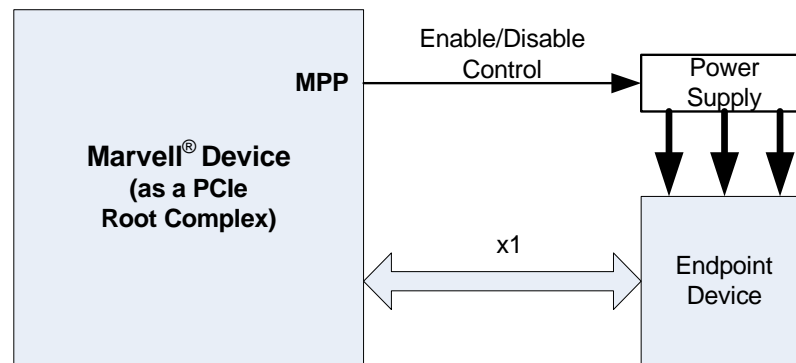 Enable/Disable
Control
MPP
Power
Supply
Marvell® Device
(as a PCIe
Root Complex)
x1
Endpoint
Device